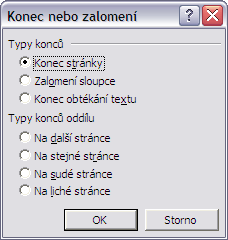 Konec nebo zalomení
Typy konců
Konec stránky
Zalomení sloupce
Konec obtékání textu
Typy konců oddílu
Na další stránce
Na stejné stránce
Na sudé stránce
Na liché stránce
OK Storno